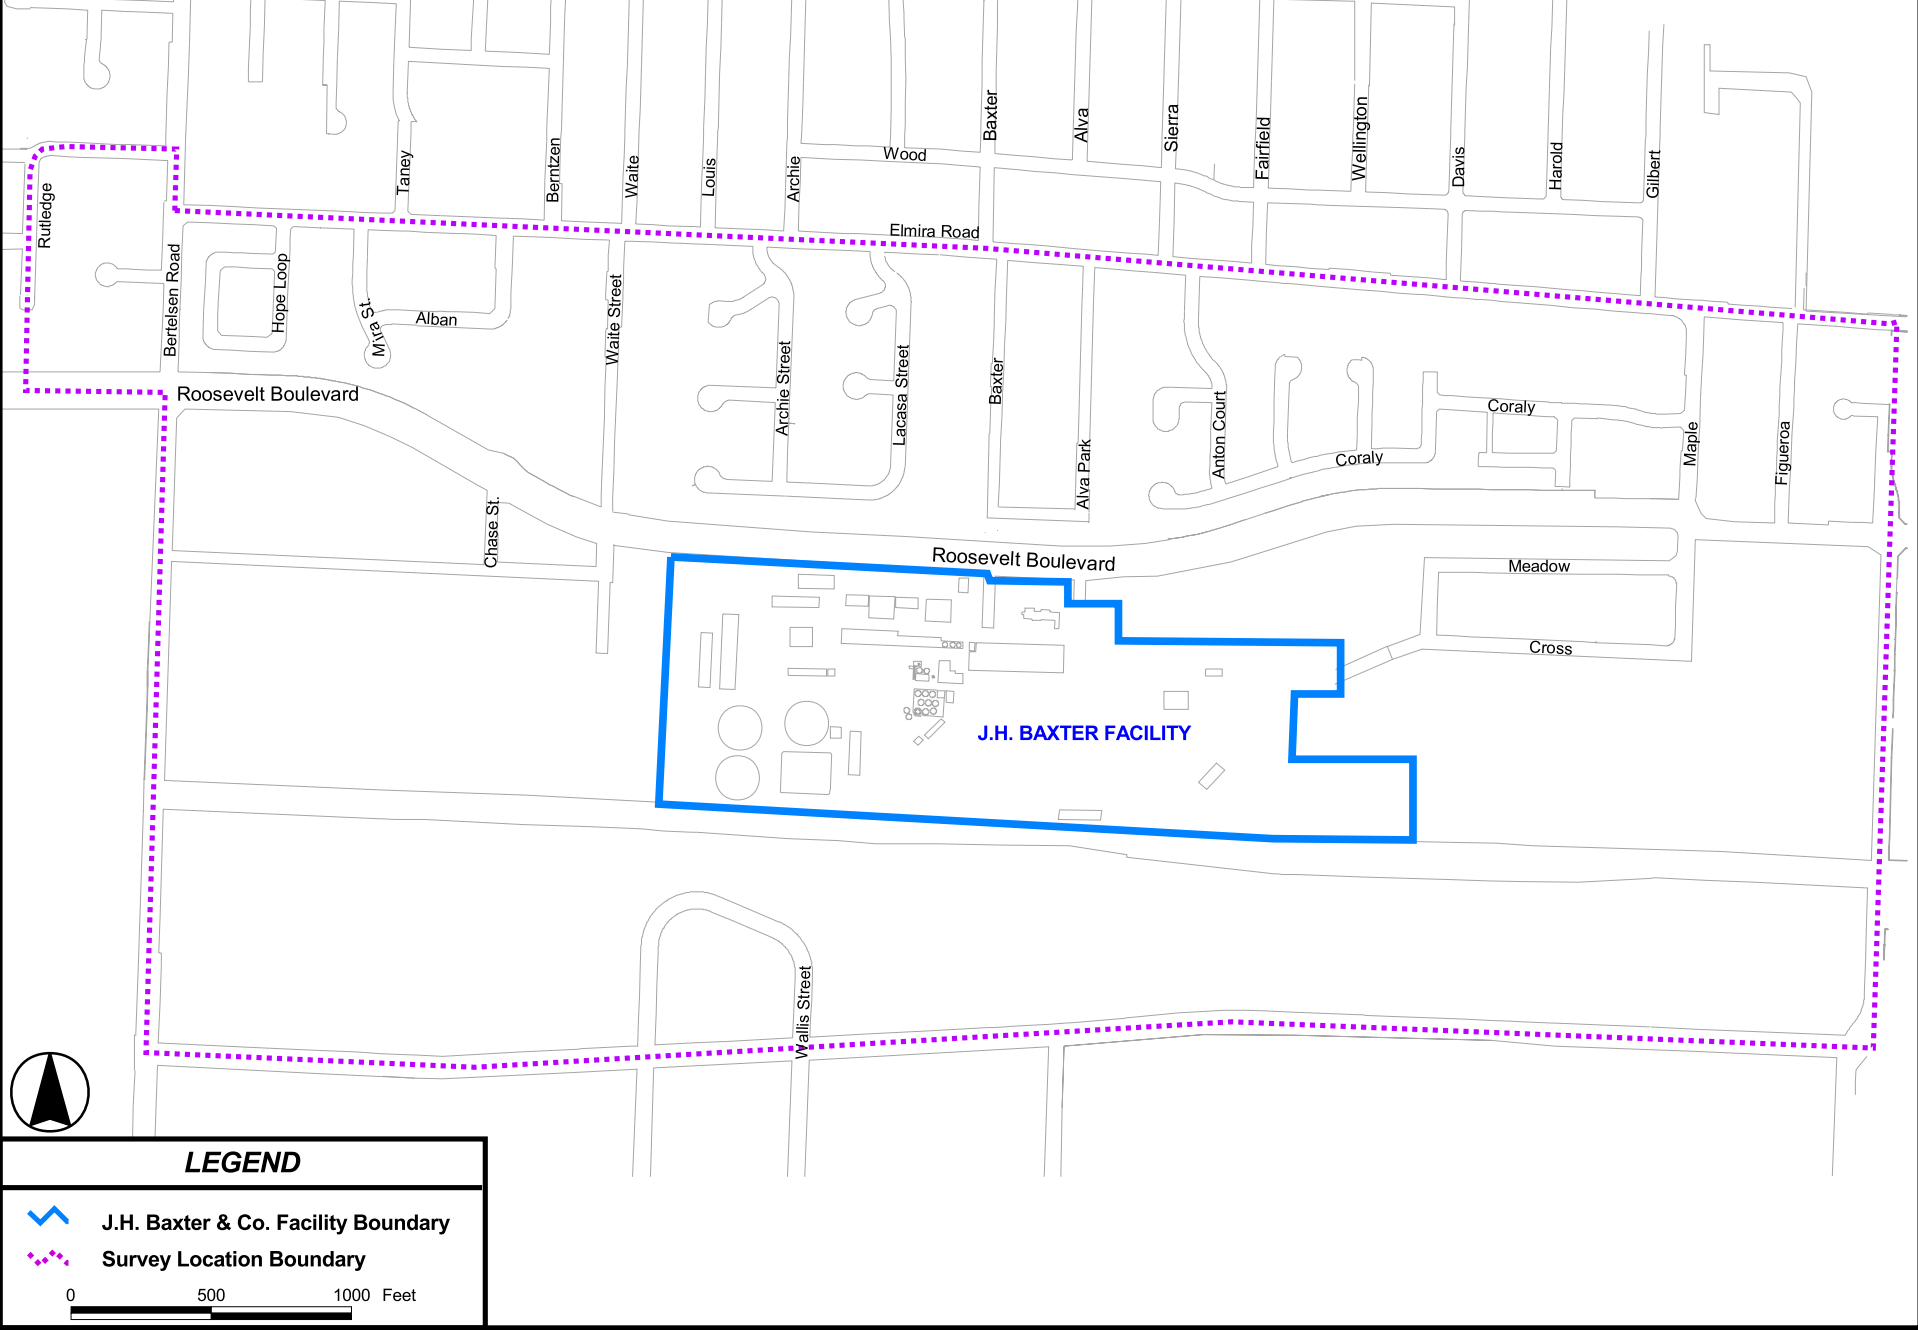 Baxter
Alva
Sierra
Fairfield
Wellington
Davis
Harold
Gilbert
Taney
Berntzen
Waite
Louis
Archie
Wood
Rutledge
Elmira Road
Bertelsen Road
Hope Loop
Mira St.
Alban
Waite Street
Archie Street
Lacasa Street
Baxter
Alva Park
Anton Court
Coraly
Coraly
Maple
Figueroa
Roosevelt Boulevard
Chase St.
Roosevelt Boulevard
Meadow
Cross
J.H. BAXTER FACILITY
Wallis Street
LEGEND
J.H. Baxter & Co. Facility Boundary
Survey Location Boundary
0 500 1000 Feet